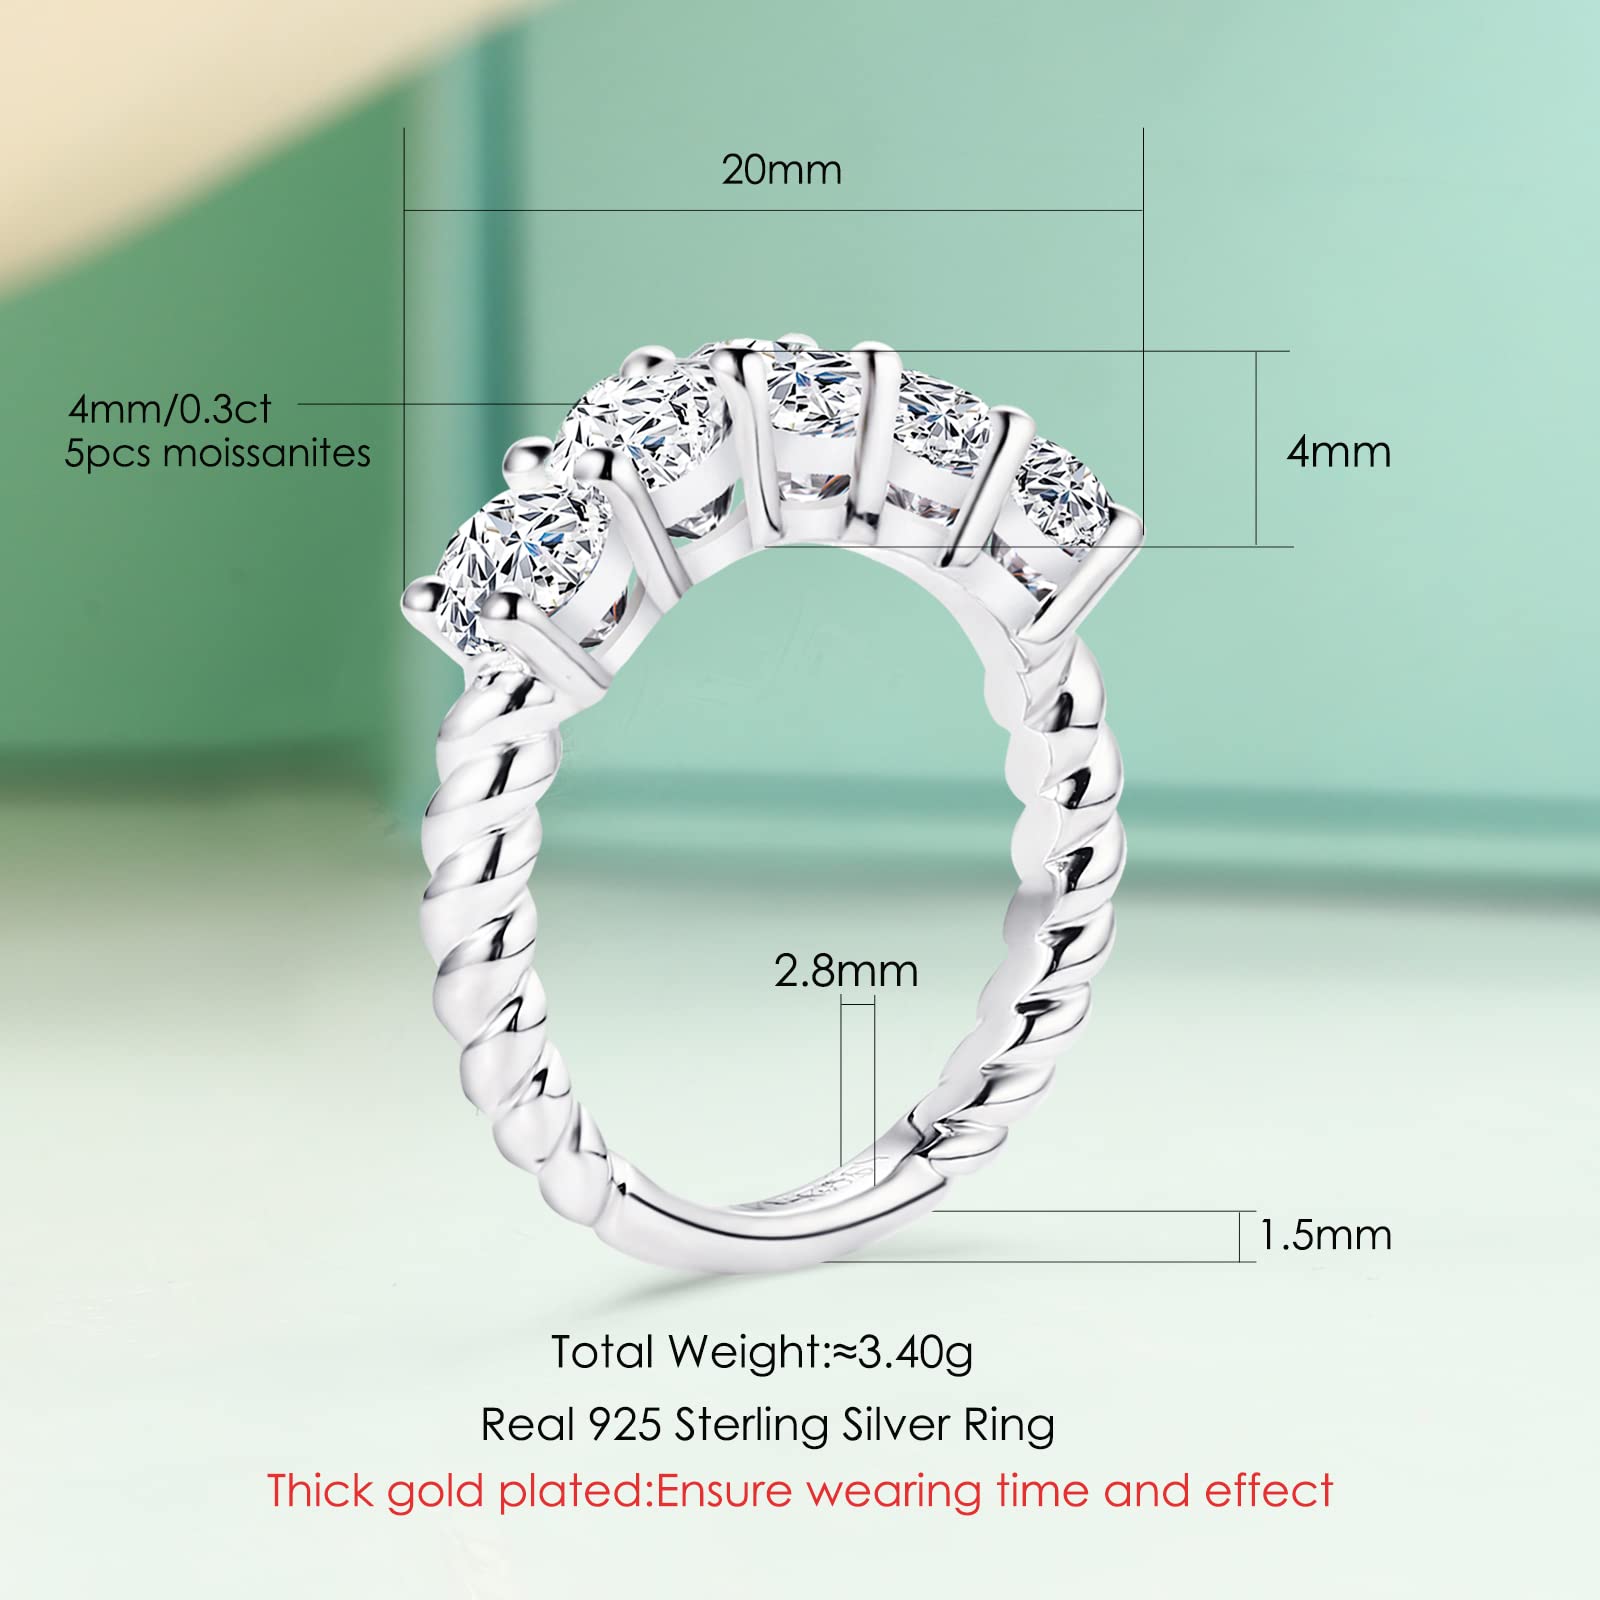 20mm
4mm/0.3ct
5pcs moissanites
4mm
2.8mm
1.5mm
Total Weight:≈3.40g
Real 925 Sterling Silver Ring
Thick gold plated:Ensure wearing time and effect